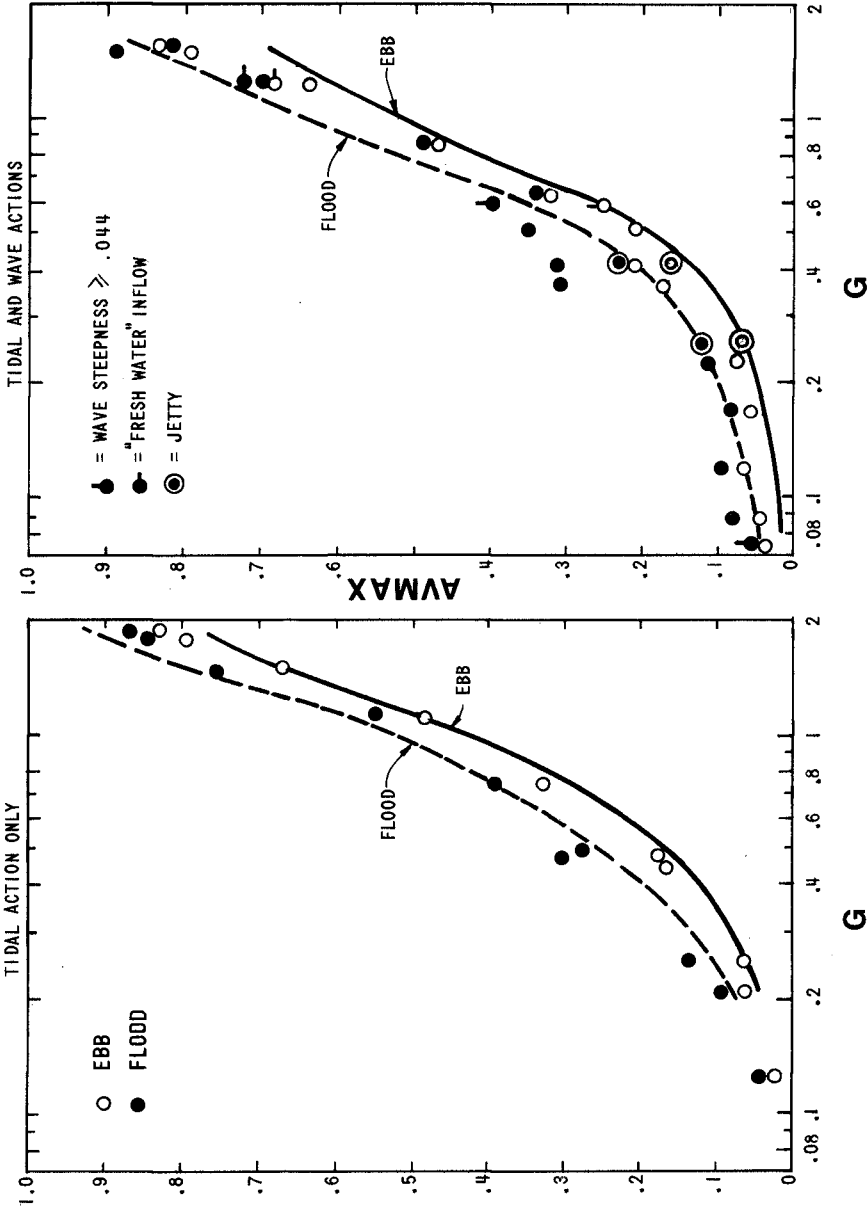 TIDAL ACTION ONLY
○ EBB
● FLOOD
FLOOD
EBB
1.0
.9
.8
.7
.6
.5
.4
.3
.2
.1
0
.08
.1
.2
.4
.6
.8
1
2
G
TIDAL AND WAVE ACTIONS
= WAVE STEEPNESS ⩾ .044
= "FRESH WATER" INFLOW
= JETTY
FLOOD
EBB
AVMAX
1.0
.9
.8
.7
.6
.5
.4
.3
.2
.1
0
.08
.1
.2
.4
.6
.8
1
2
G